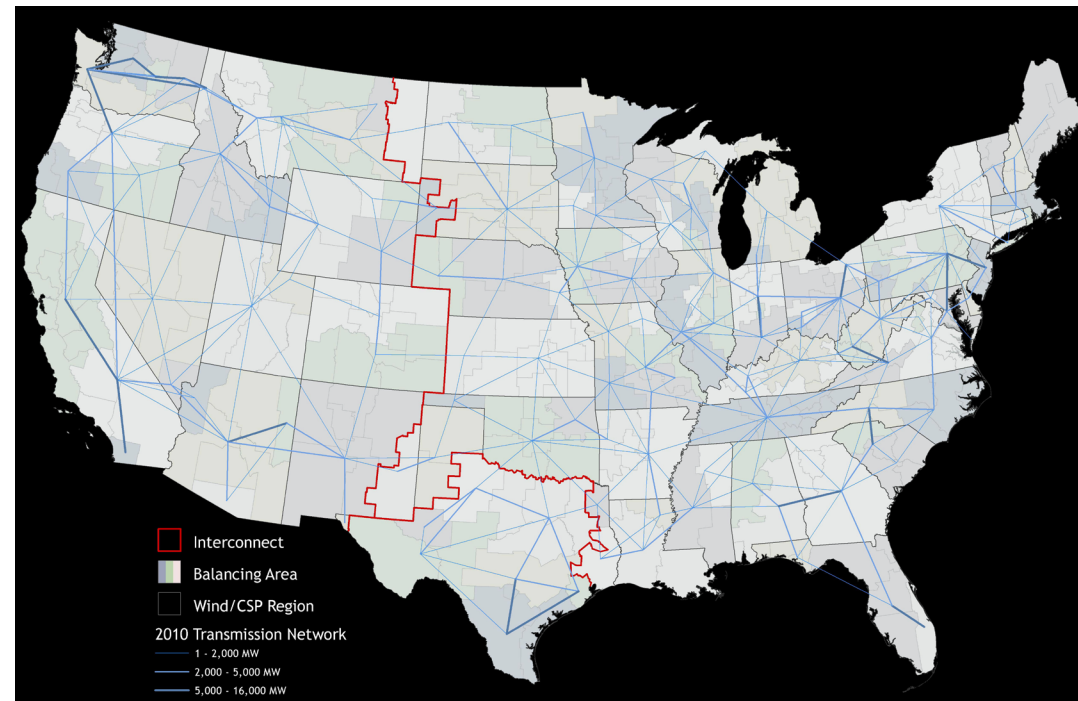 Interconnect
Balancing Area
Wind/CSP Region
2010 Transmission Network
1 - 2,000 MW
2,000 - 5,000 MW
5,000 - 16,000 MW